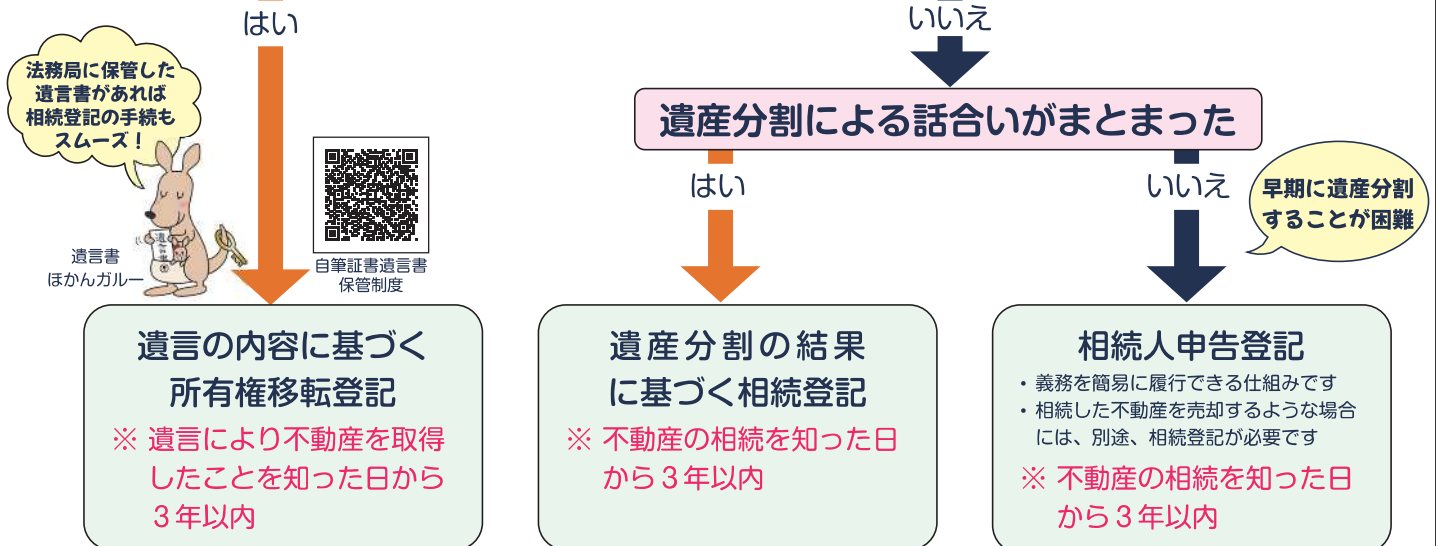 はい
いいえ
法務局に保管した
遺言書があれば
相続登記の手続も
スムーズ！
遺産分割による話合いがまとまった
はい
いいえ
早期に遺産分割
することが困難
遺言書
ほかんガルー
自筆証書遺言書
保管制度
遺言の内容に基づく
所有権移転登記
※ 遺言により不動産を取得
したことを知った日から
３年以内
遺産分割の結果
に基づく相続登記
※ 不動産の相続を知った日
から３年以内
相続人申告登記
・義務を簡易に履行できる仕組みです
・相続した不動産を売却するような場合
には、別途、相続登記が必要です
※ 不動産の相続を知った日
から３年以内